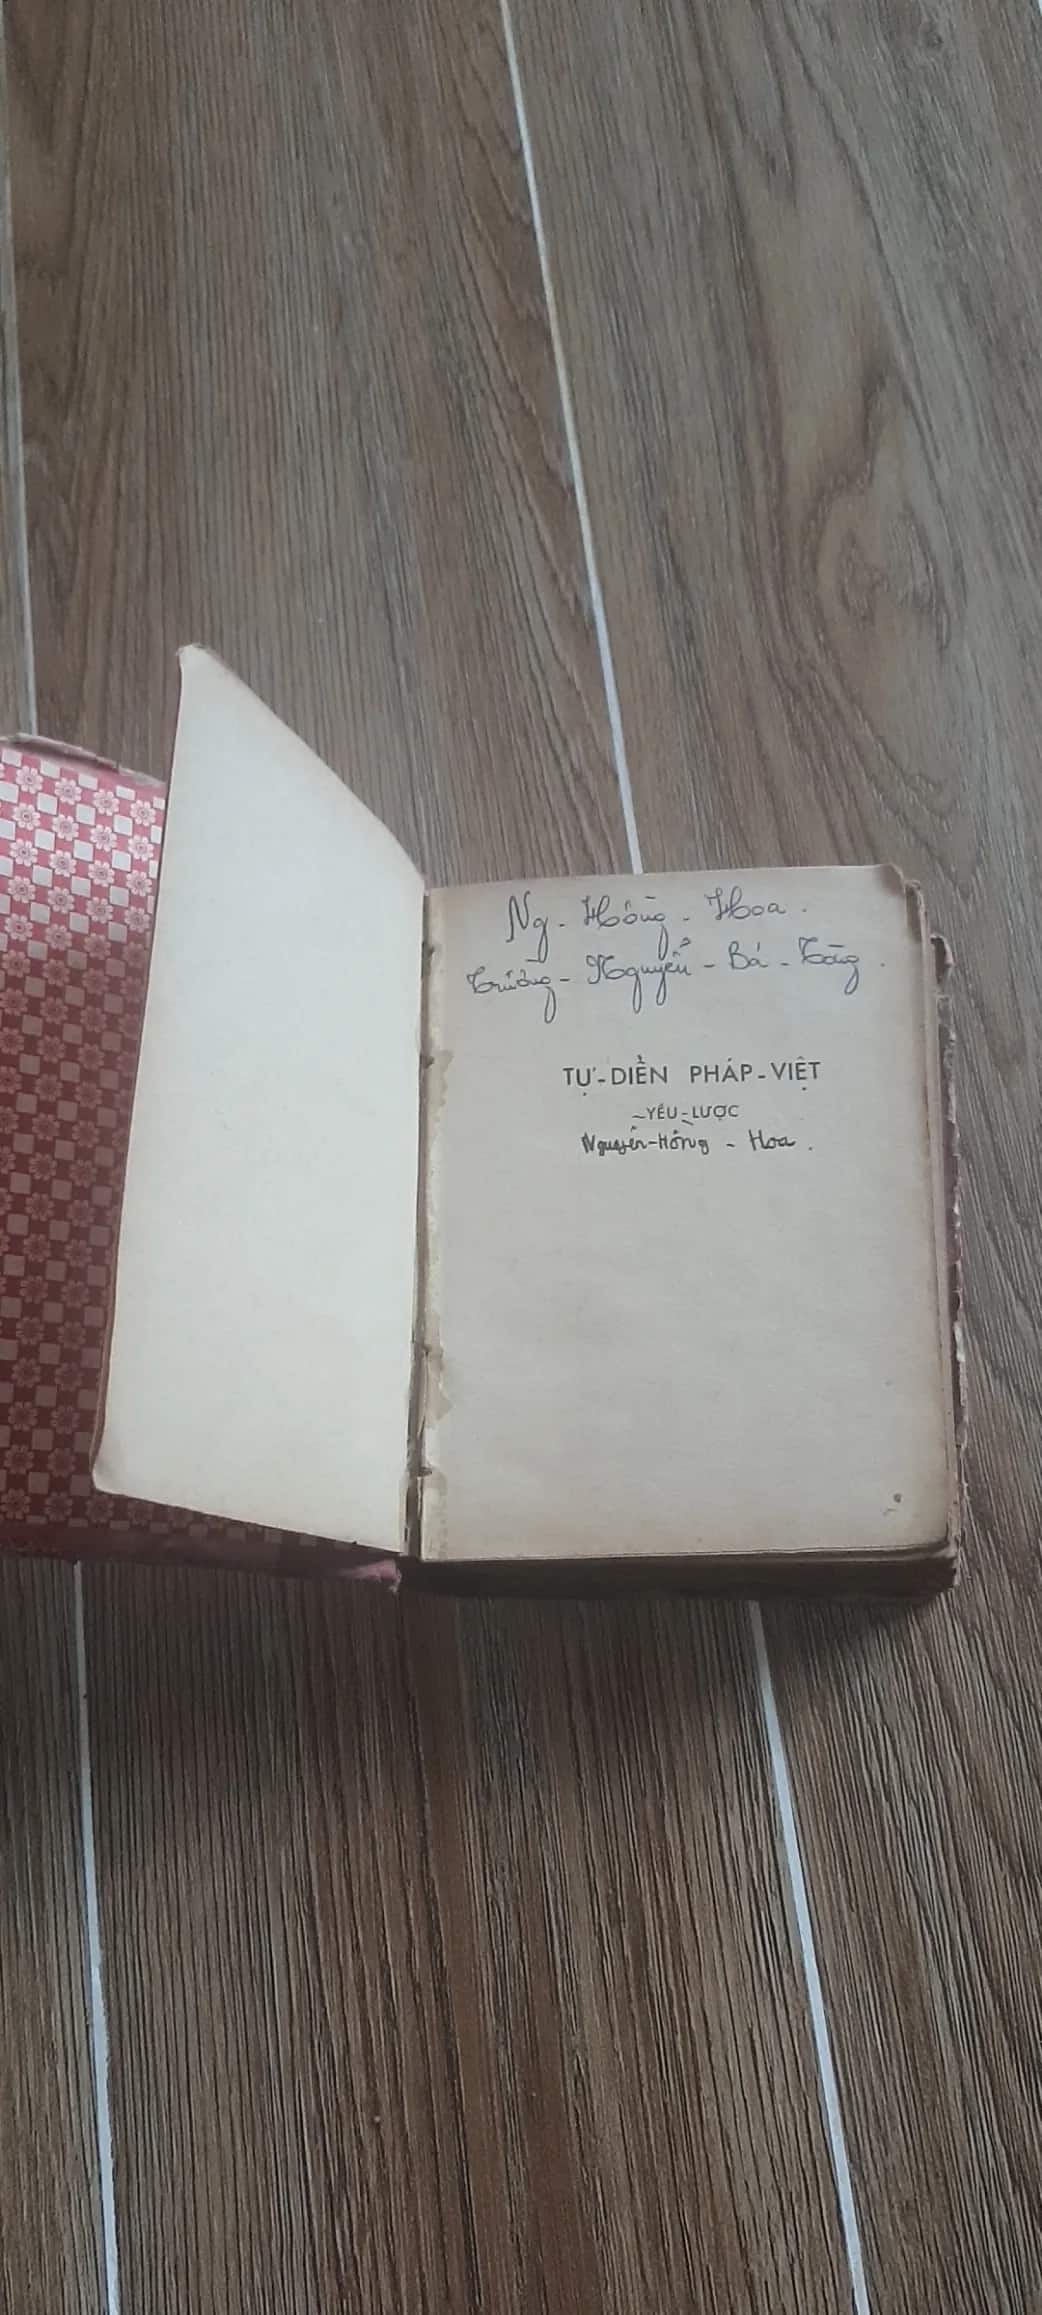 Ng - Hồng - Hoa .
Trường - Nguyễn - Bá - Tòng .
TỰ-ĐIỂN PHÁP-VIỆT
YẾU-LƯỢC
Nguyễn-Hồng - Hoa .